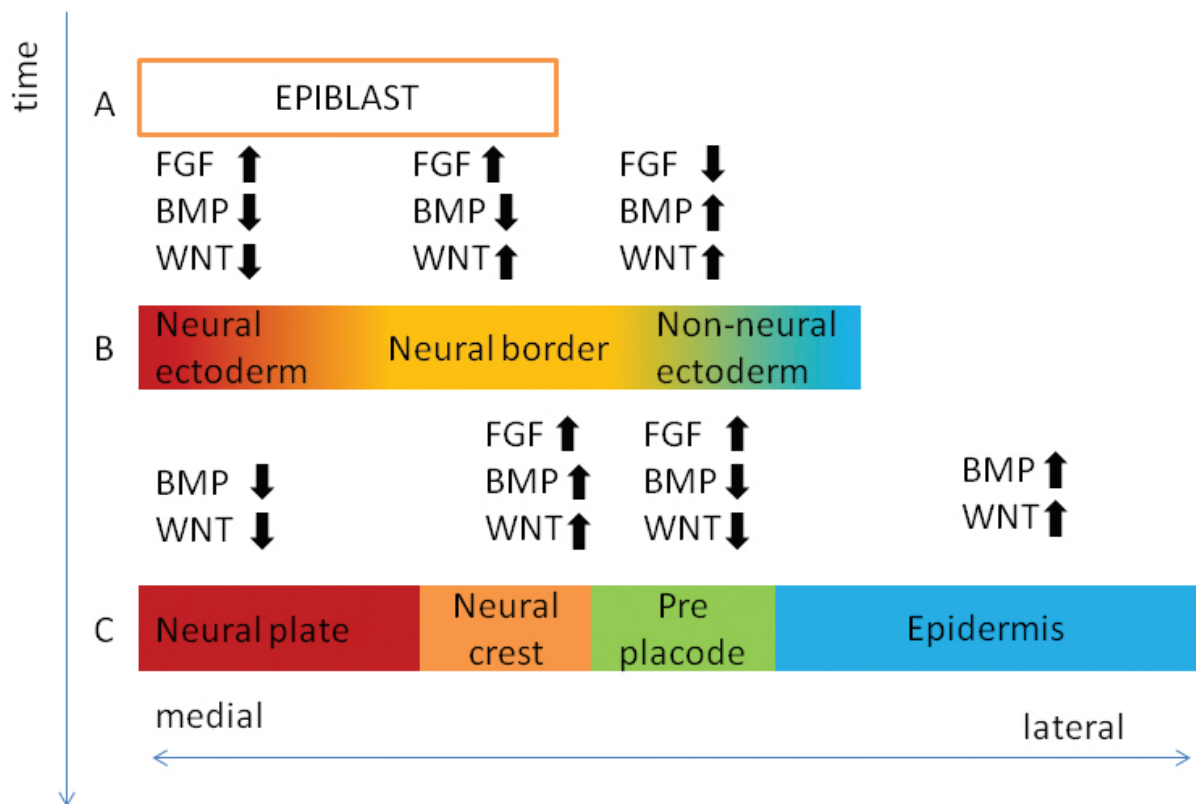 time
A
EPIBLAST
FGF FGF FGF
BMP BMP BMP
WNT WNT WNT
B
Neural
ectoderm
Neural border
Non-neural
ectoderm
FGF FGF
BMP BMP BMP BMP
WNT WNT WNT WNT
C
Neural plate
Neural
crest
Pre
placode
Epidermis
medial
lateral